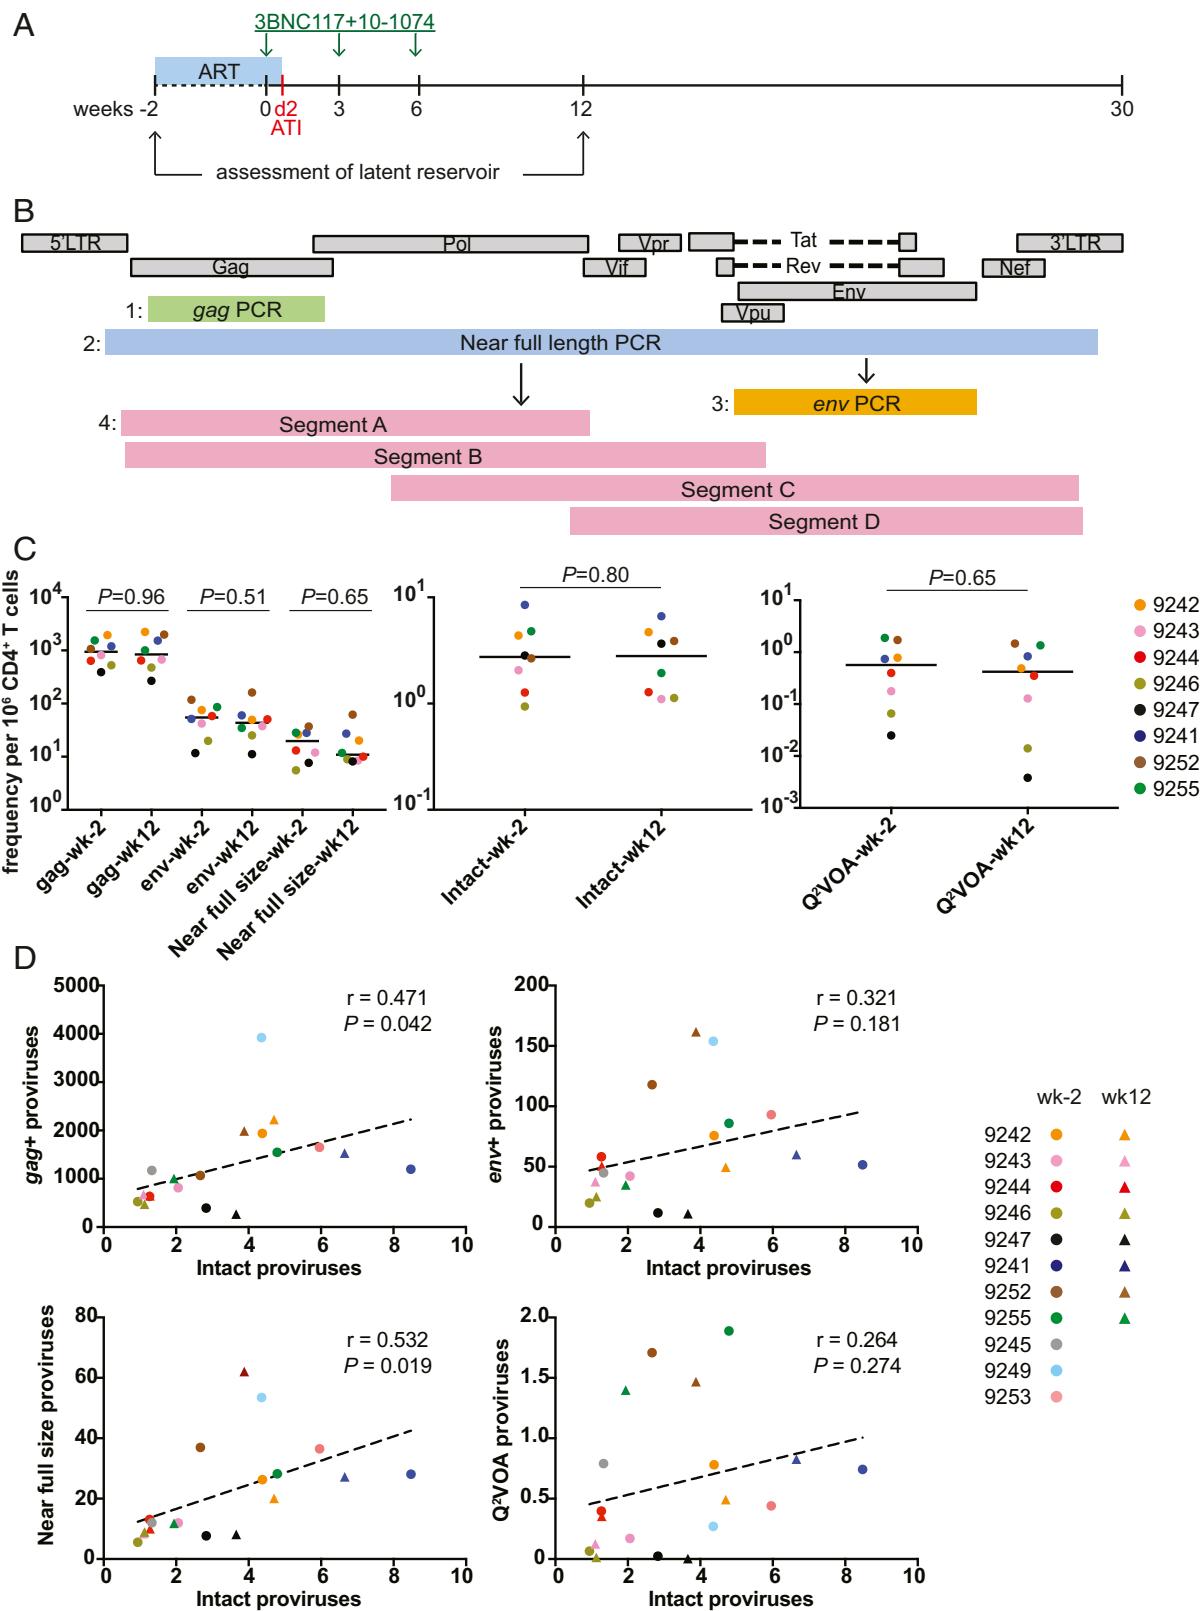 A
3BNC117+10-1074
ART
weeks -2 0 d2 3 6 12 30
ATI
assessment of latent reservoir
B
5'LTR Pol Vpr Tat 3'LTR
Gag Vif Rev Nef
Env
1: gag PCR Vpu
2: Near full length PCR
3: env PCR
4: Segment A
Segment B
Segment C
Segment D
C
frequency per 10⁶ CD4⁺ T cells
10⁴
10³
10²
10¹
10⁰
P=0.96 P=0.51 P=0.65
gag-wk-2
gag-wk12
env-wk-2
env-wk12
Near full size-wk-2
Near full size-wk12
10¹
10⁰
10⁻¹
P=0.80
Intact-wk-2
Intact-wk12
10¹
10⁰
10⁻¹
10⁻²
10⁻³
P=0.65
Q²VOA-wk-2
Q²VOA-wk12
9242
9243
9244
9246
9247
9241
9252
9255
D
gag+ proviruses
5000
4000
3000
2000
1000
0
r = 0.471
P = 0.042
0 2 4 6 8 10
Intact proviruses
env+ proviruses
200
150
100
50
0
r = 0.321
P = 0.181
0 2 4 6 8 10
Intact proviruses
Near full size proviruses
80
60
40
20
0
r = 0.532
P = 0.019
0 2 4 6 8 10
Intact proviruses
Q²VOA proviruses
2.0
1.5
1.0
0.5
0
r = 0.264
P = 0.274
0 2 4 6 8 10
Intact proviruses
wk-2 wk12
9242
9243
9244
9246
9247
9241
9252
9255
9245
9249
9253